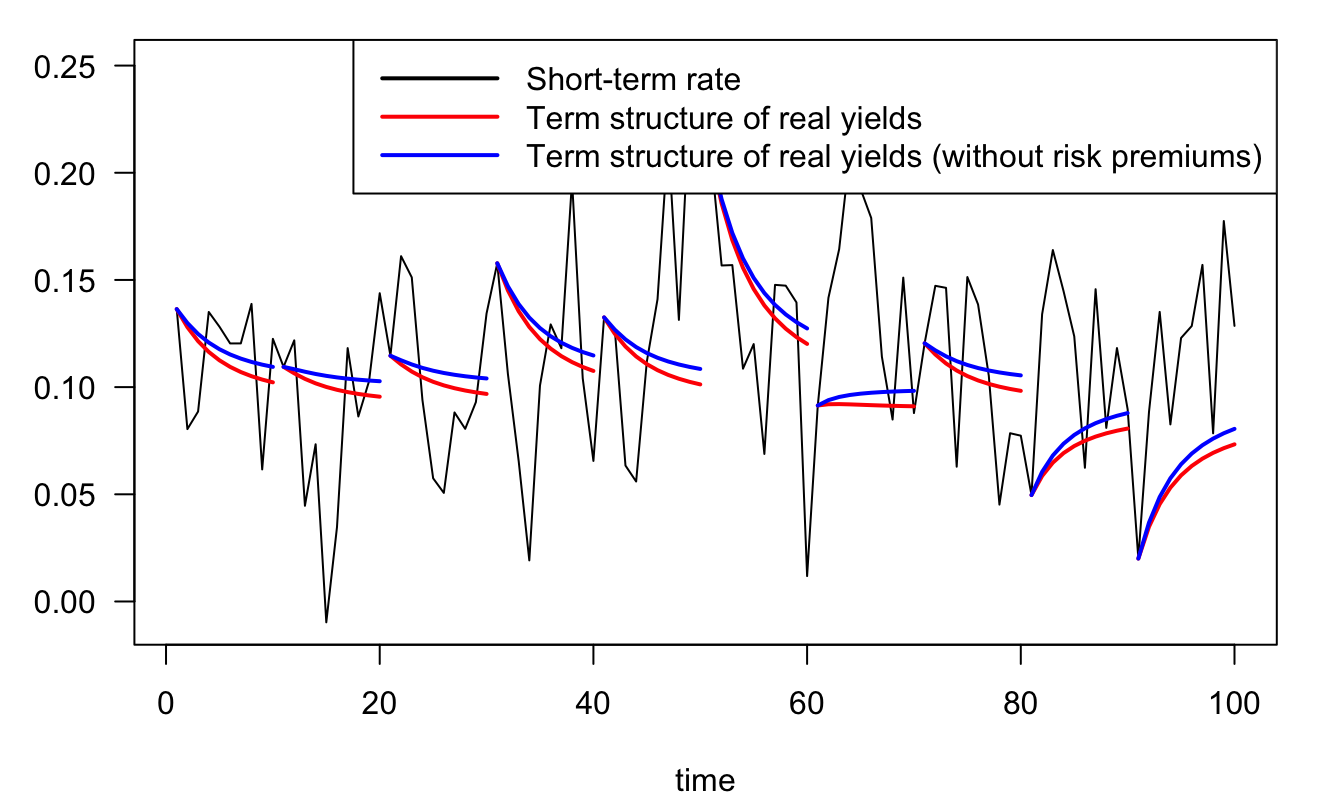 0.25
0.20
0.15
0.10
0.05
0.00
Short-term rate
Term structure of real yields
Term structure of real yields (without risk premiums)
0 20 40 60 80 100
time